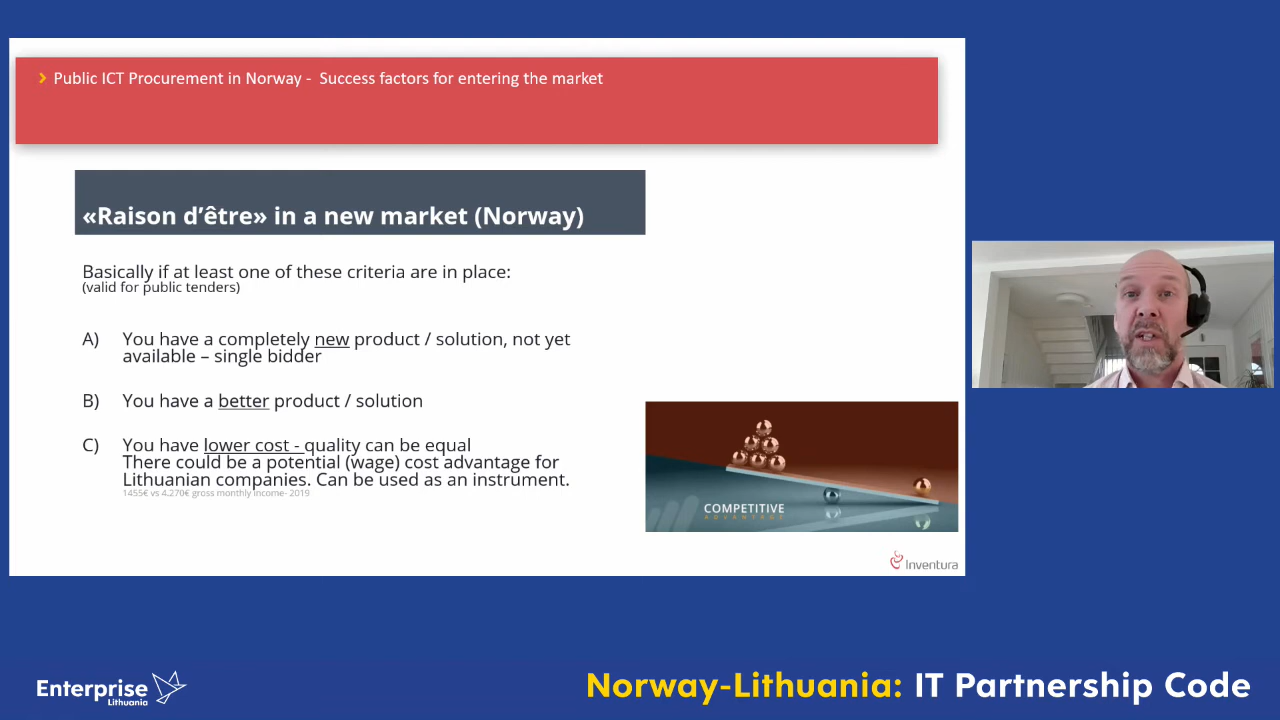 Public ICT Procurement in Norway - Success factors for entering the market
«Raison d’être» in a new market (Norway)
Basically if at least one of these criteria are in place:
(valid for public tenders)
A) You have a completely new product / solution, not yet
available – single bidder
B) You have a better product / solution
C) You have lower cost - quality can be equal
There could be a potential (wage) cost advantage for
Lithuanian companies. Can be used as an instrument.
1455€ vs 4.270€ gross monthly income- 2019
COMPETITIVE
Inventura
Enterprise
Lithuania
Norway-Lithuania: IT Partnership Code